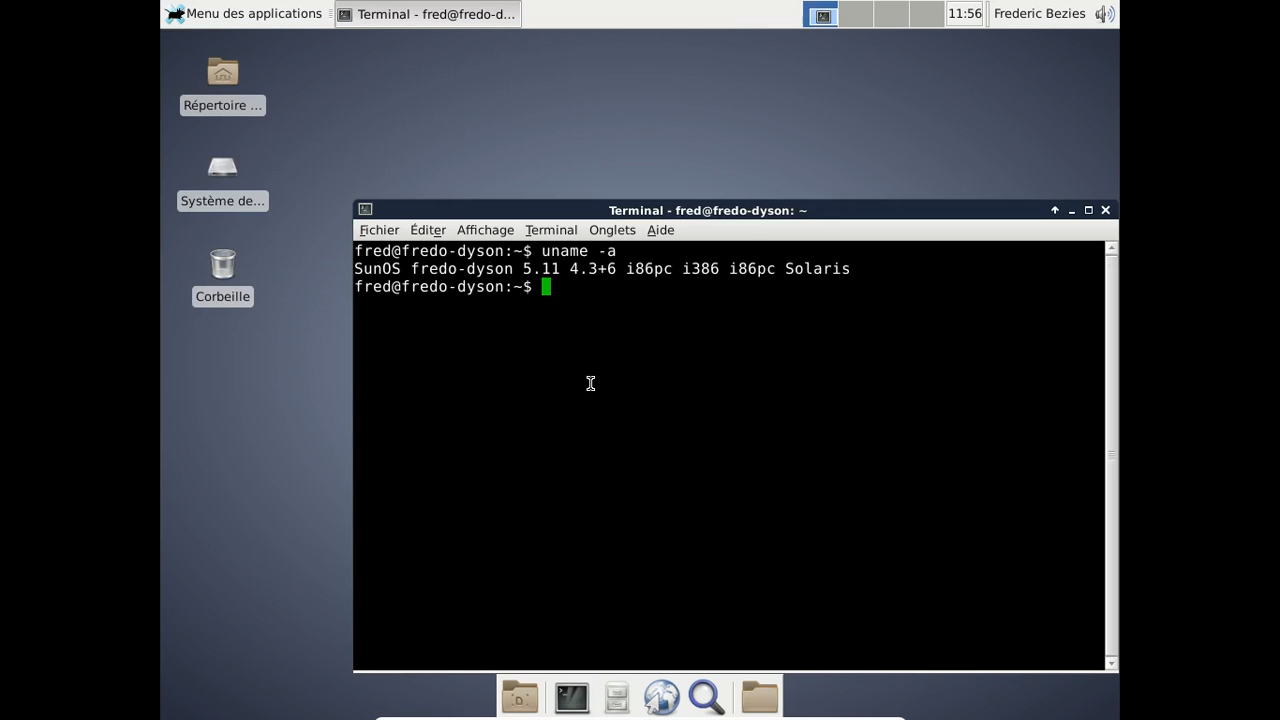 Menu des applications
Terminal - fred@fredo-d...
11:56
Frederic Bezies
Répertoire ...
Système de...
Corbeille
Terminal - fred@fredo-dyson: ~
Fichier Éditer Affichage Terminal Onglets Aide
fred@fredo-dyson:~$ uname -a
SunOS fredo-dyson 5.11 4.3+6 i86pc i386 i86pc Solaris
fred@fredo-dyson:~$